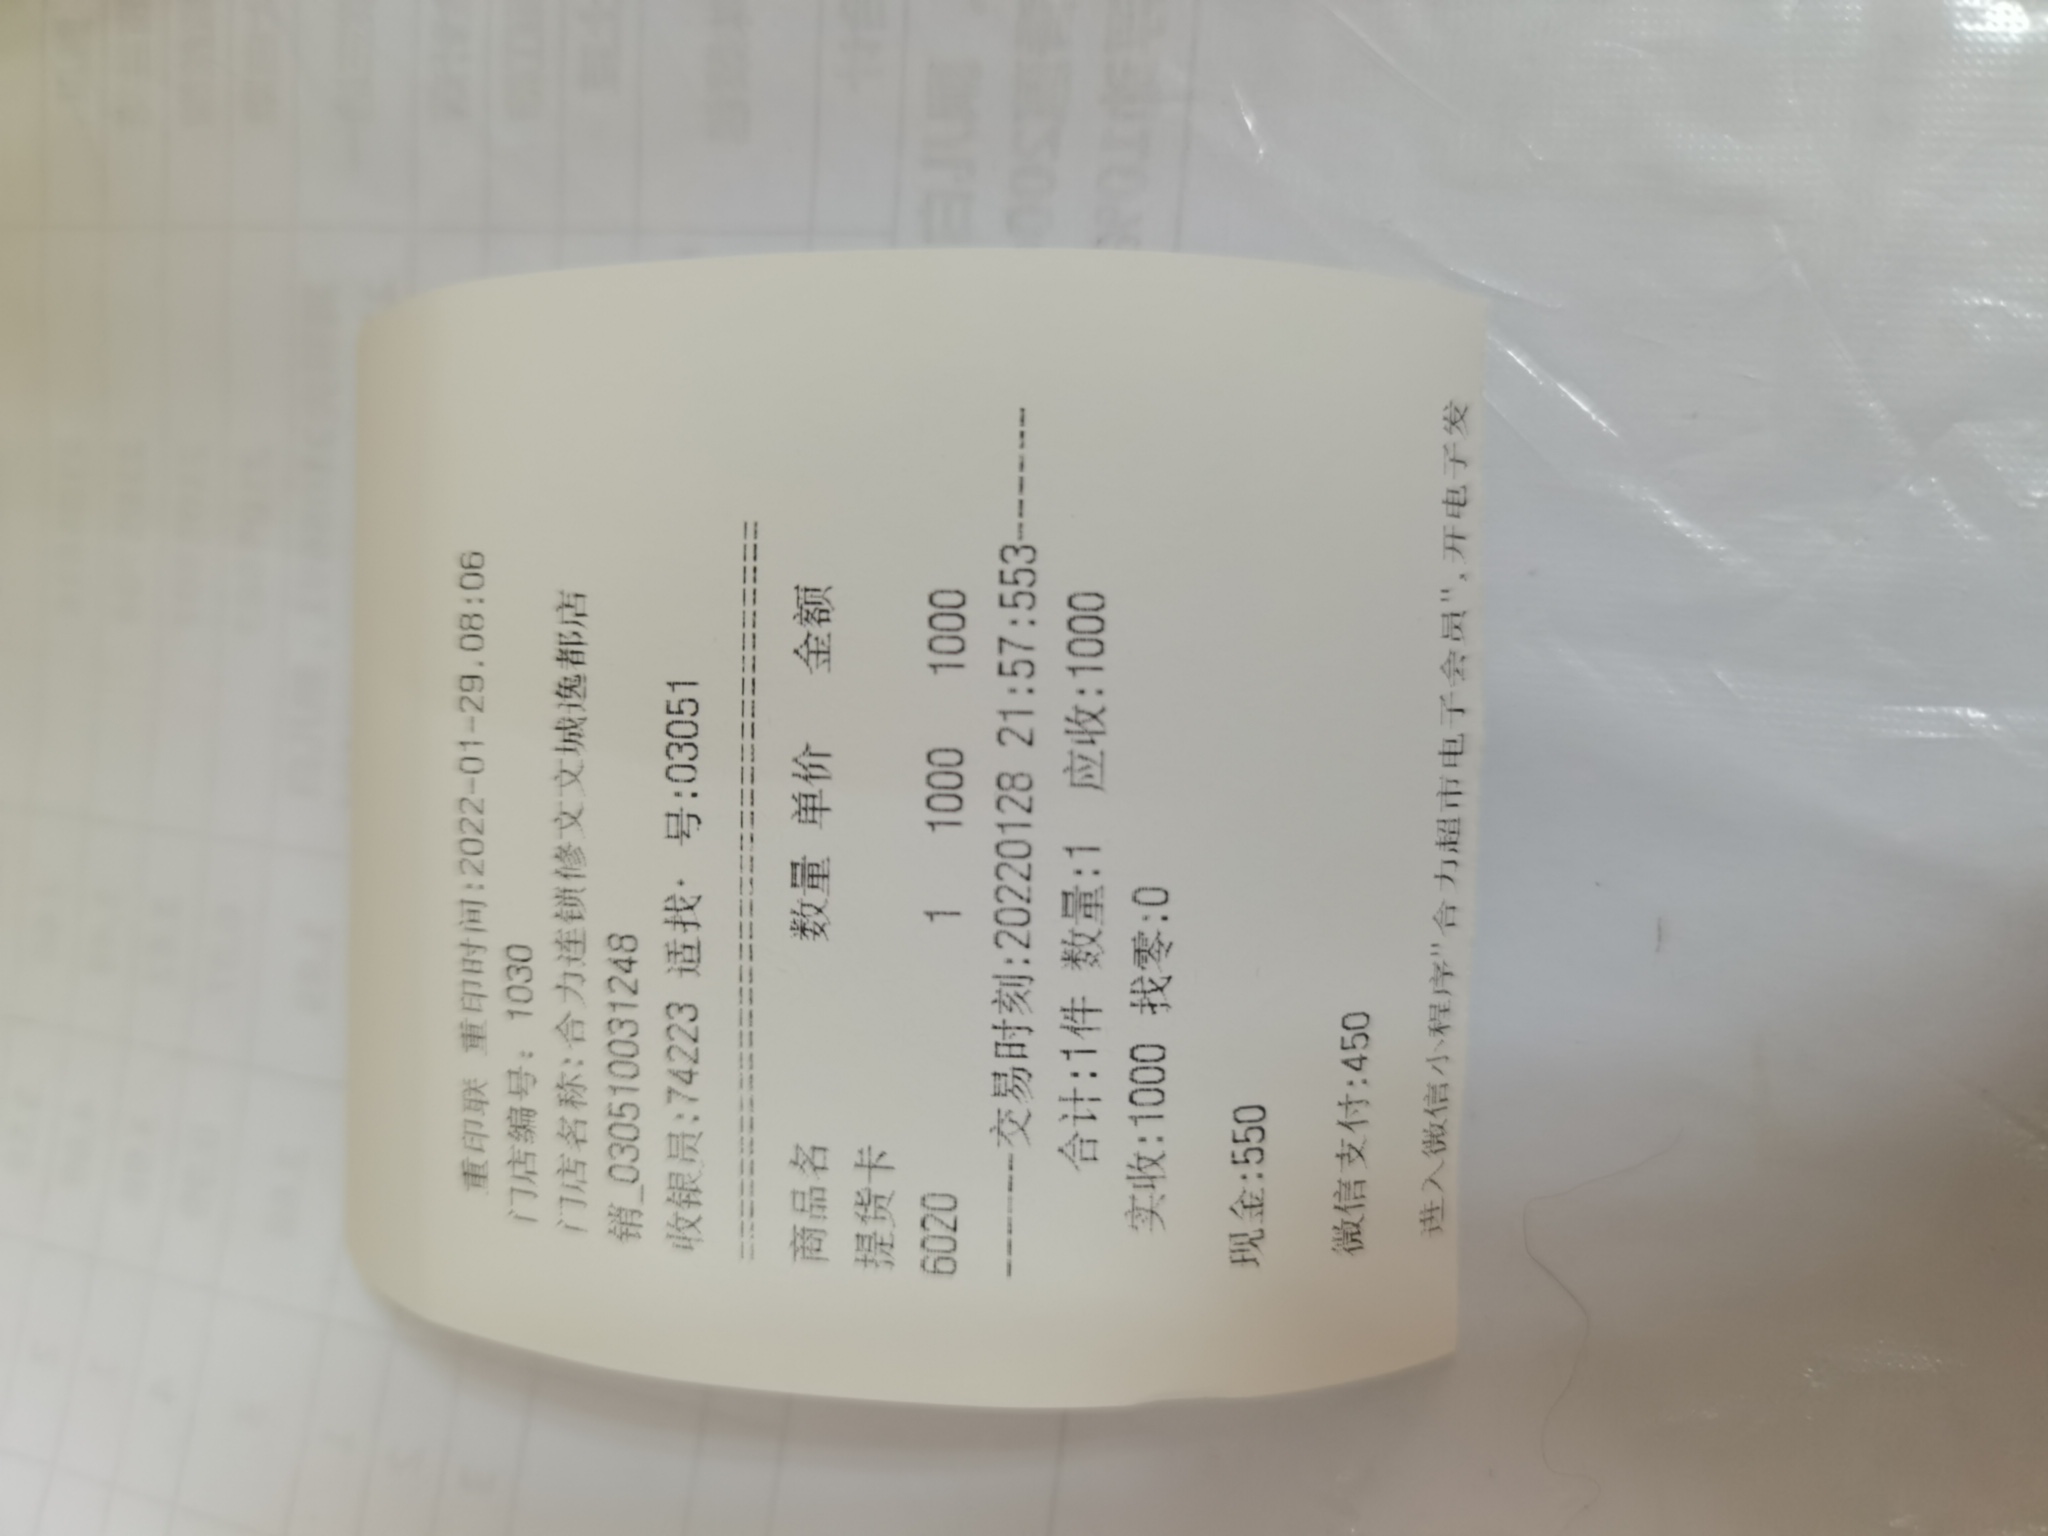 重印联 重印时间:2022-01-29.08:06
门店编号: 1030
门店名称:合力连锁修文文城逸都店
销_03051003­1248
收银员:74223 适找· 号:03051
商品名 数量 单价 金额
提货卡
6020 1 1000 1000
------交易时刻:20220128 21:57:553------
合计:1件 数量:1 应收:1000
实收:1000 找零:0
现金:550
微信支付:450
进入微信小程序"合力超市电子会员",开电子发